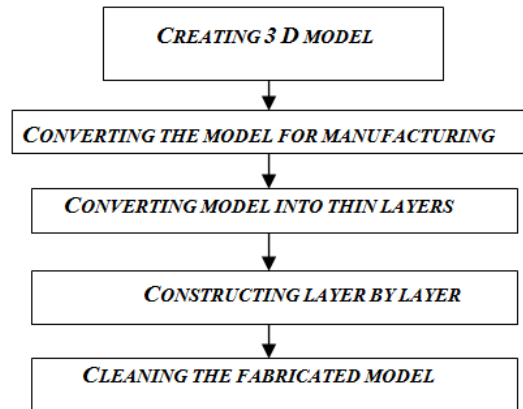 CREATING 3 D MODEL
CONVERTING THE MODEL FOR MANUFACTURING
CONVERTING MODEL INTO THIN LAYERS
CONSTRUCTING LAYER BY LAYER
CLEANING THE FABRICATED MODEL